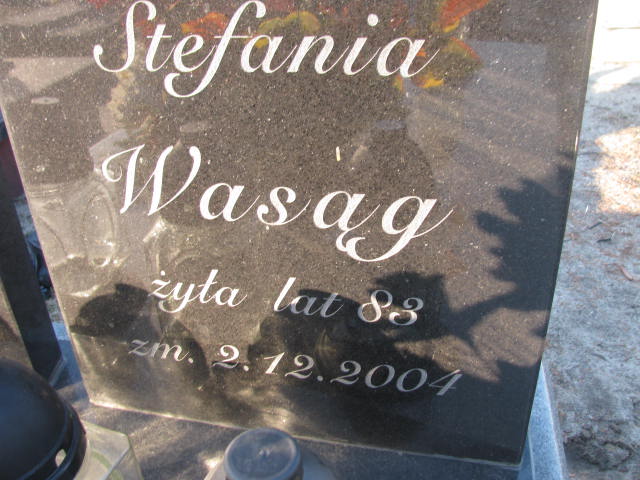 Stefania
Wasąg
żyła lat 83
zm. 2.12.2004